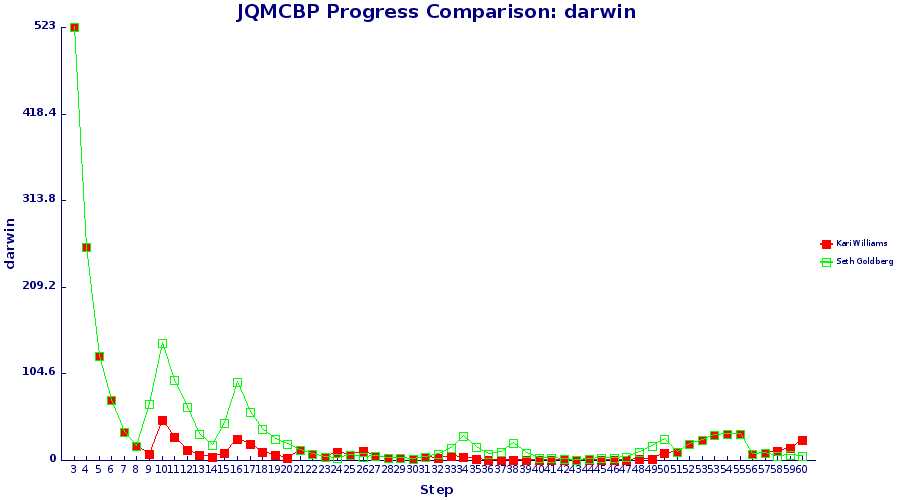 JQMCBP Progress Comparison: darwin
523
418.4
313.8
209.2
104.6
0
darwin
3 4 5 6 7 8 9 10 11 12 13 14 15 16 17 18 19 20 21 22 23 24 25 26 27 28 29 30 31 32 33 34 35 36 37 38 39 40 41 42 43 44 45 46 47 48 49 50 51 52 53 54 55 56 57 58 59 60
Step
Kari Williams
Seth Goldberg